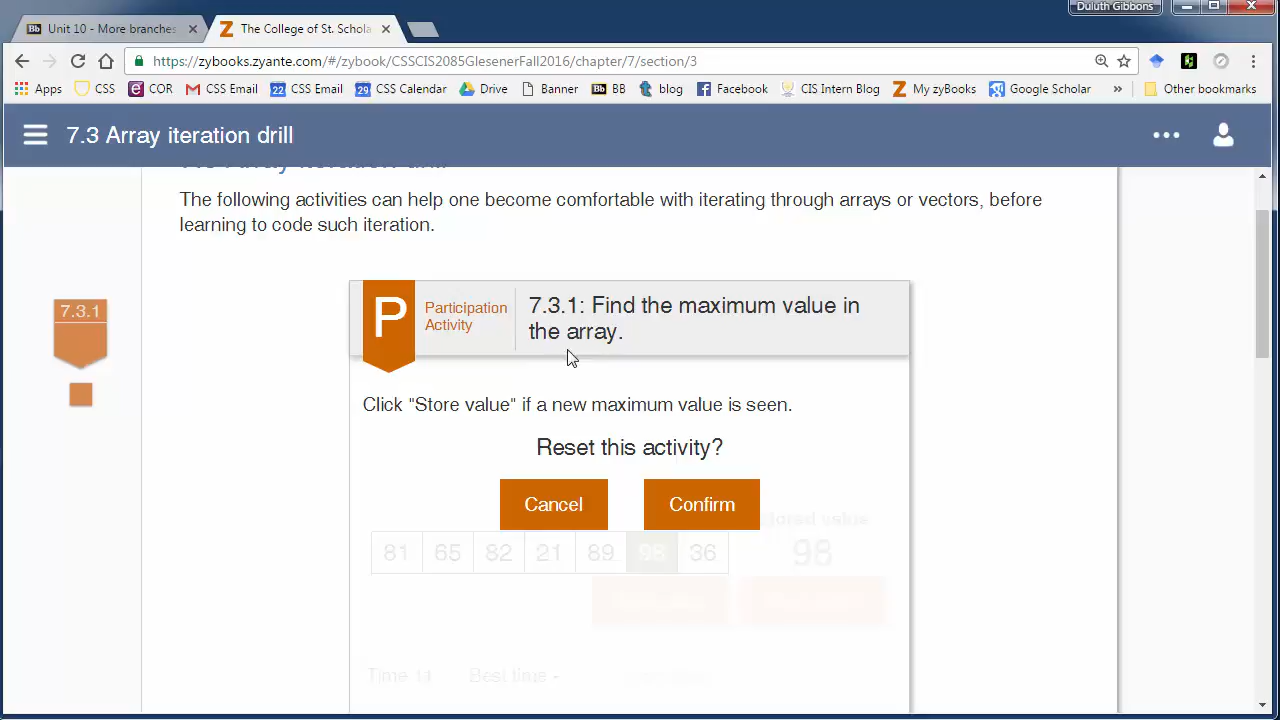 Duluth Gibbons
Unit 10 - More branches
The College of St. Schola
https://zybooks.zyante.com/#/zybook/CSSCIS2085GlesenerFall2016/chapter/7/section/3
Apps CSS COR CSS Email CSS Email CSS Calendar Drive Banner BB blog Facebook CIS Intern Blog My zyBooks Google Scholar » Other bookmarks
7.3 Array iteration drill
The following activities can help one become comfortable with iterating through arrays or vectors, before
learning to code such iteration.
7.3.1
P
Participation
Activity
7.3.1: Find the maximum value in
the array.
Click "Store value" if a new maximum value is seen.
Reset this activity?
Cancel Confirm
81 65 82 21 89 98 36
98
Time 11 Best time -